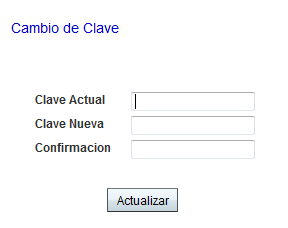 Cambio de Clave
Clave Actual
Clave Nueva
Confirmacion
Actualizar